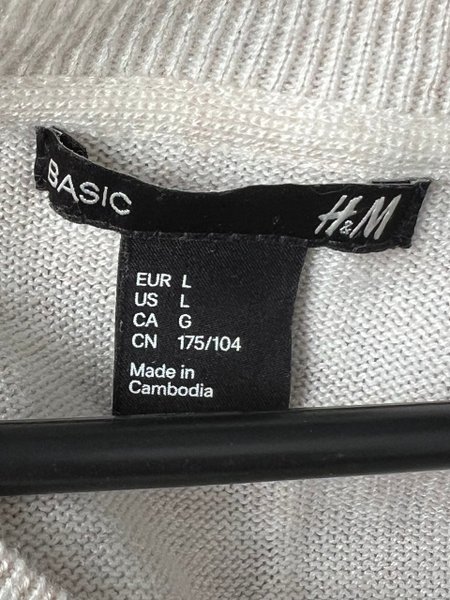 BASIC H&M
EUR L
US L
CA G
CN 175/104
Made in
Cambodia